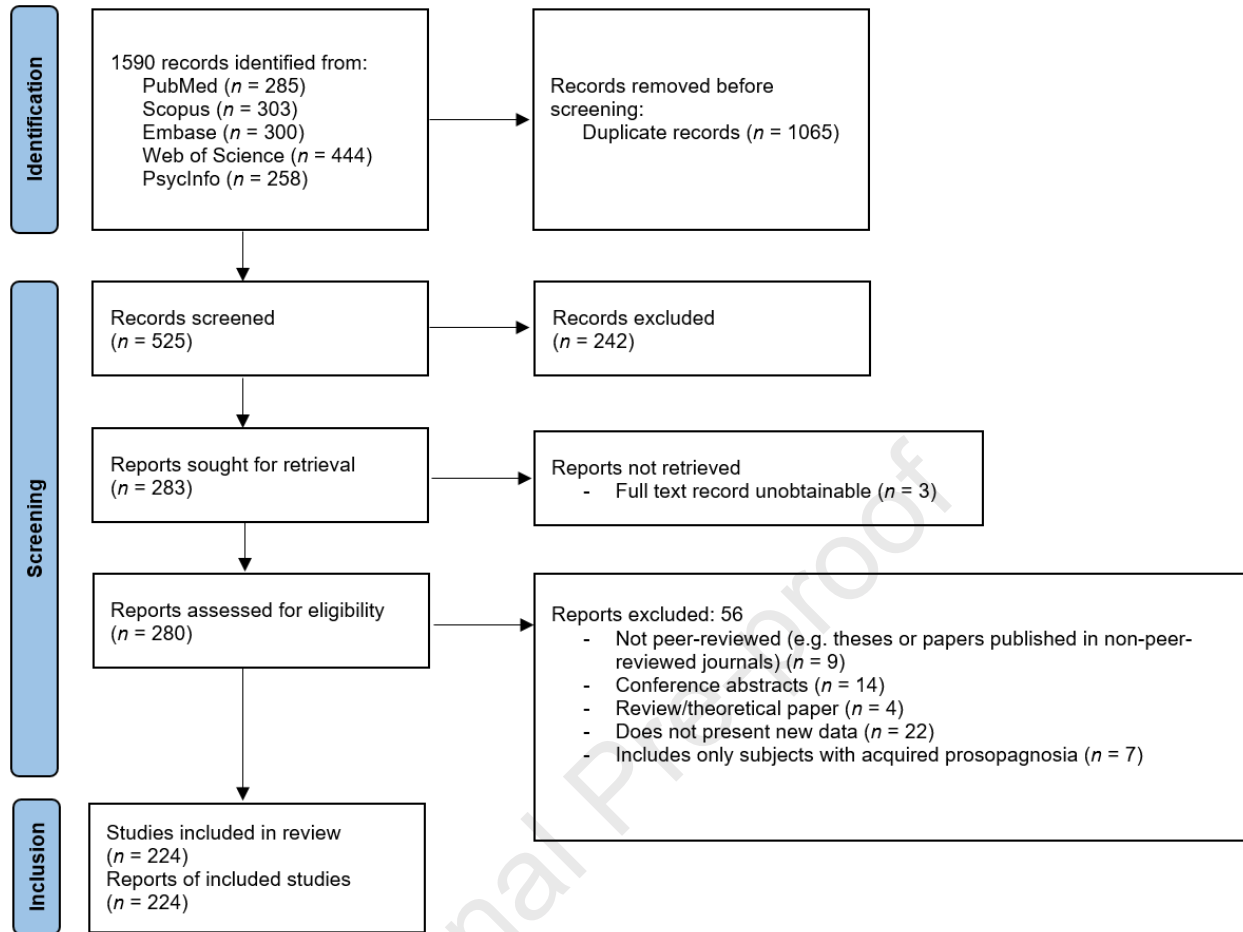 Identification
1590 records identified from:
PubMed (n = 285)
Scopus (n = 303)
Embase (n = 300)
Web of Science (n = 444)
PsycInfo (n = 258)
Records removed before
screening:
Duplicate records (n = 1065)
Screening
Records screened
(n = 525)
Records excluded
(n = 242)
Reports sought for retrieval
(n = 283)
Reports not retrieved
- Full text record unobtainable (n = 3)
Reports assessed for eligibility
(n = 280)
Reports excluded: 56
- Not peer-reviewed (e.g. theses or papers published in non-peer-
reviewed journals) (n = 9)
- Conference abstracts (n = 14)
- Review/theoretical paper (n = 4)
- Does not present new data (n = 22)
- Includes only subjects with acquired prosopagnosia (n = 7)
Inclusion
Studies included in review
(n = 224)
Reports of included studies
(n = 224)
nal Pre-proof